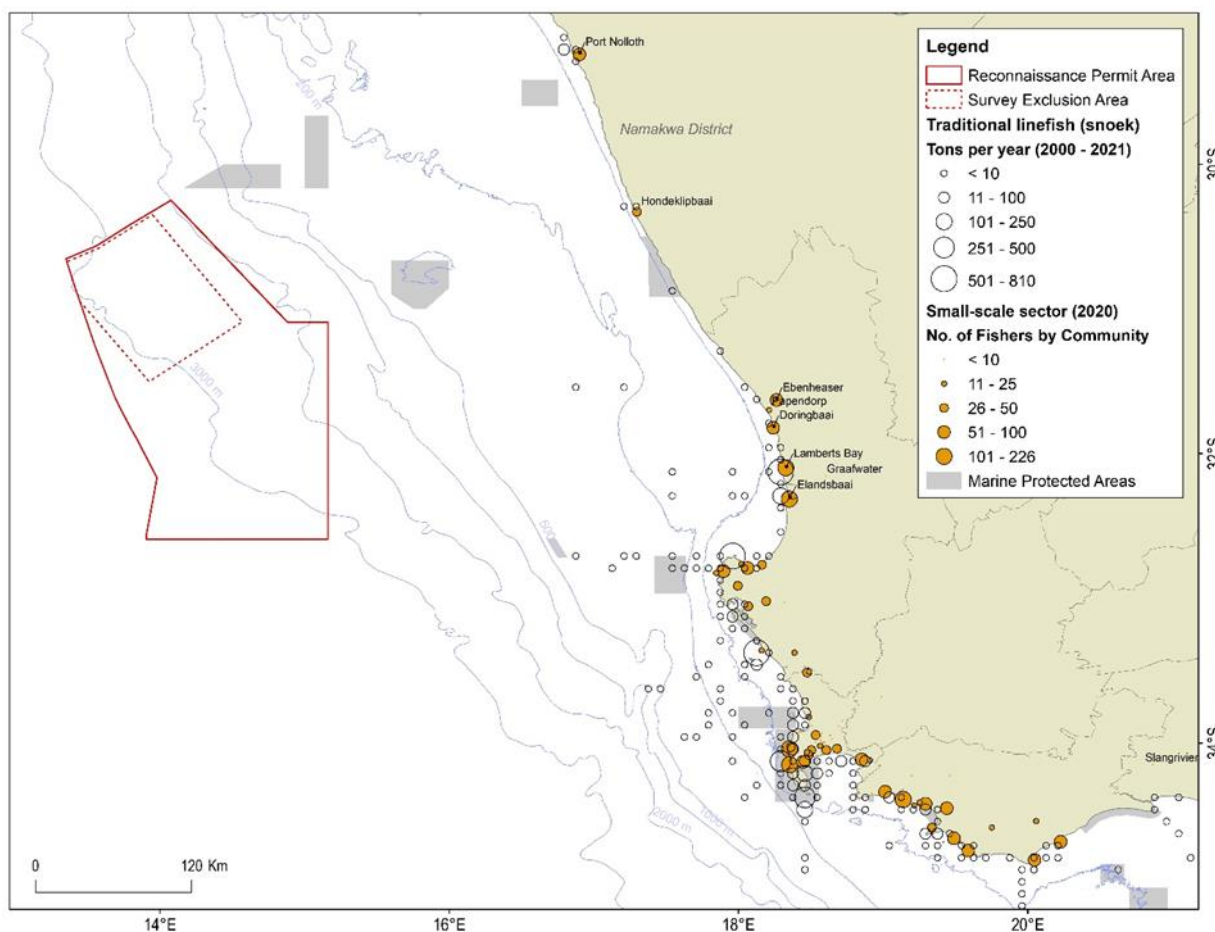 Port Nolloth
Namakwa District
Hondeklipbaai
Ebenheaser
Papendorp
Doringbaai
Lamberts Bay
Graafwater
Elandsbaai
Slangrivier
3000 m
500
2000 m
1000 m
Legend
Reconnaissance Permit Area
Survey Exclusion Area
Traditional linefish (snoek)
Tons per year (2000 - 2021)
< 10
11 - 100
101 - 250
251 - 500
501 - 810
Small-scale sector (2020)
No. of Fishers by Community
< 10
11 - 25
26 - 50
51 - 100
101 - 226
Marine Protected Areas
30°S
32°S
34°S
0 120 Km
14°E 16°E 18°E 20°E